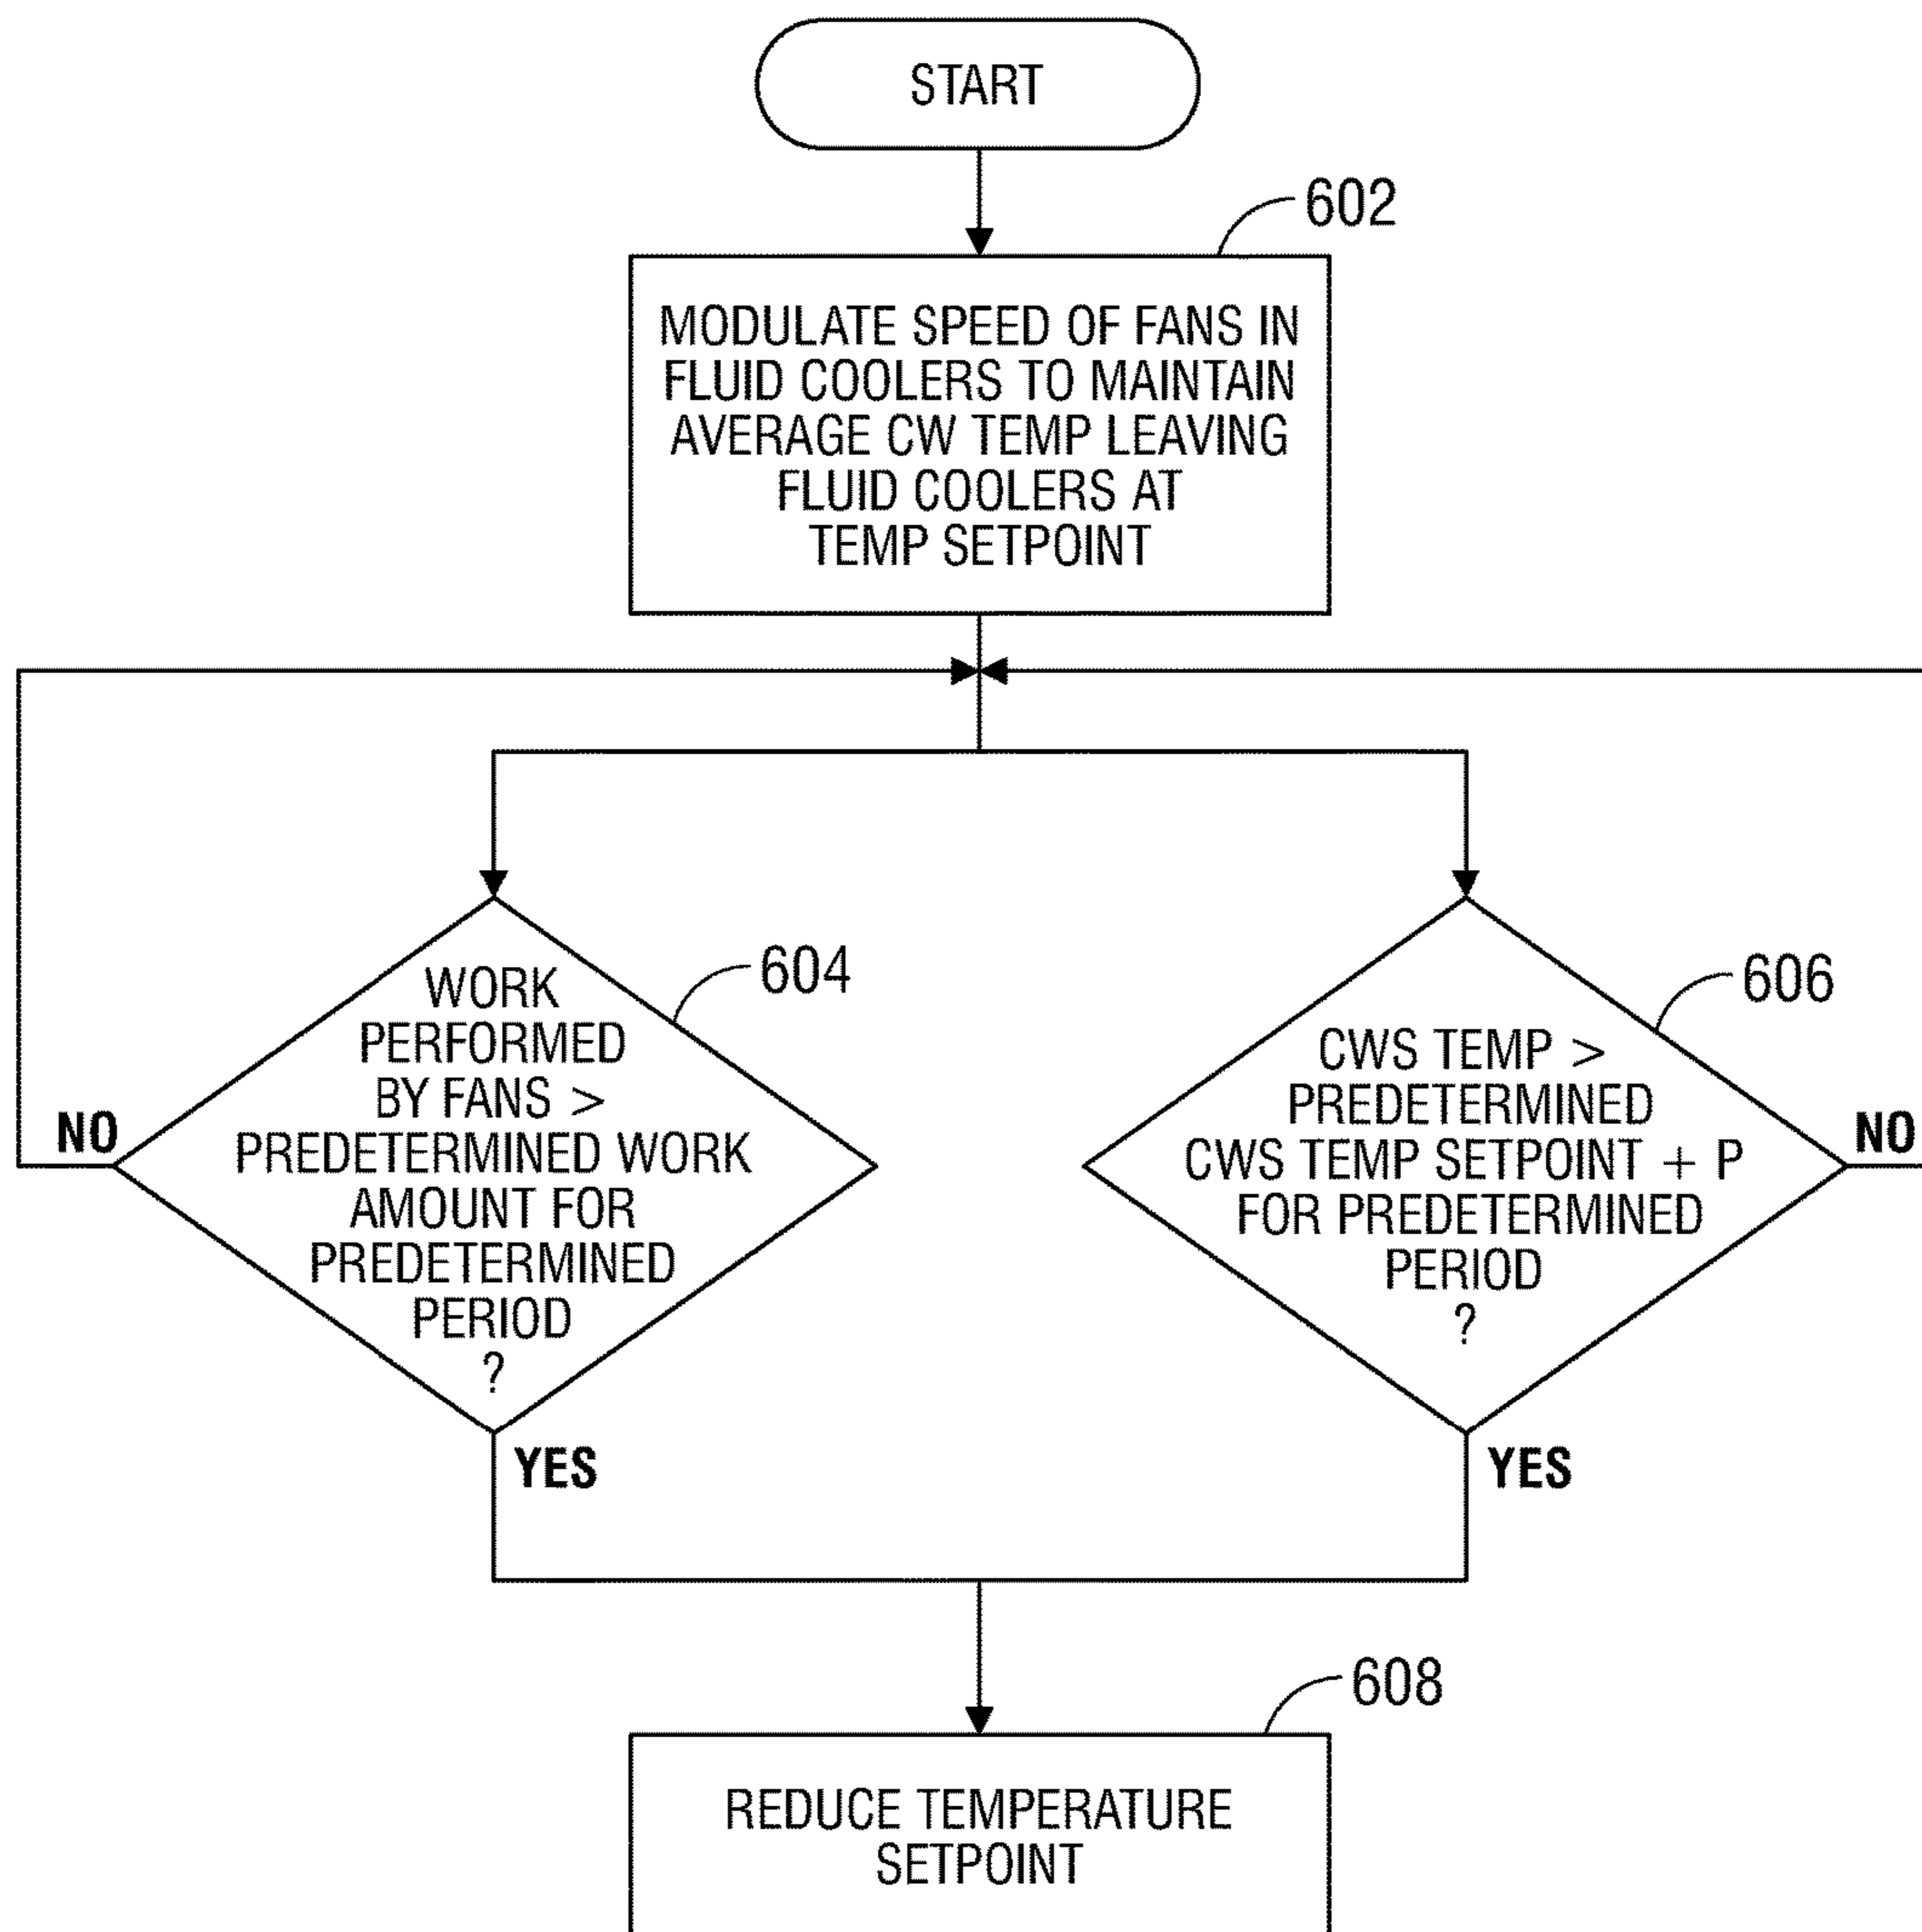 START
602
MODULATE SPEED OF FANS IN
FLUID COOLERS TO MAINTAIN
AVERAGE CW TEMP LEAVING
FLUID COOLERS AT
TEMP SETPOINT
604
WORK
PERFORMED
BY FANS >
PREDETERMINED WORK
AMOUNT FOR
PREDETERMINED
PERIOD
?
NO
YES
606
CWS TEMP >
PREDETERMINED
CWS TEMP SETPOINT + P
FOR PREDETERMINED
PERIOD
?
NO
YES
608
REDUCE TEMPERATURE
SETPOINT